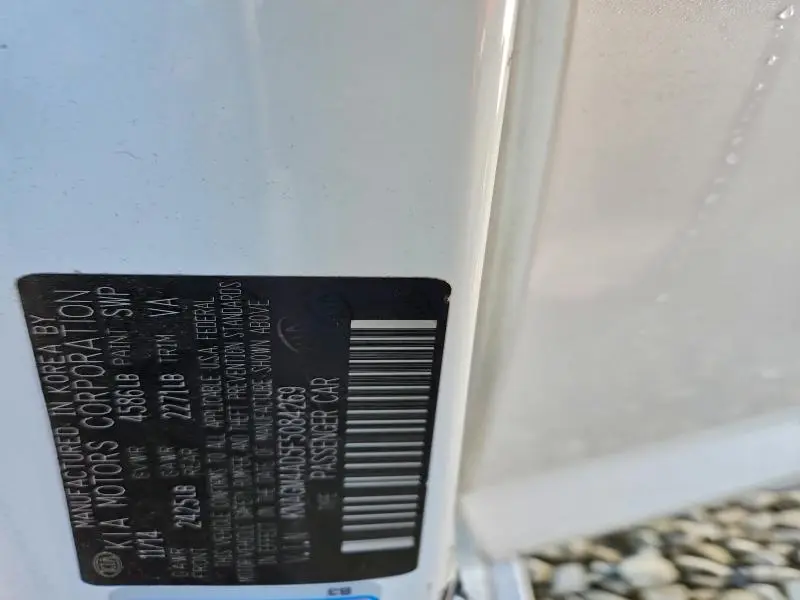 MANUFACTURED IN KOREA BY
KIA MOTORS CORPORATION
11/14 GVWR 4586LB PAINT SWP
GAWR FRONT 2425LB GAWR REAR 2277LB TRIM VA
THIS VEHICLE CONFORMS TO ALL APPLICABLE U.S.A. FEDERAL
MOTOR VEHICLE SAFETY BUMPER AND THEFT PREVENTION STANDARDS
IN EFFECT ON THE DATE OF MANUFACTURE SHOWN ABOVE
V.I.N KNAGM4AD5F5084269
TYPE PASSENGER CAR
KIA